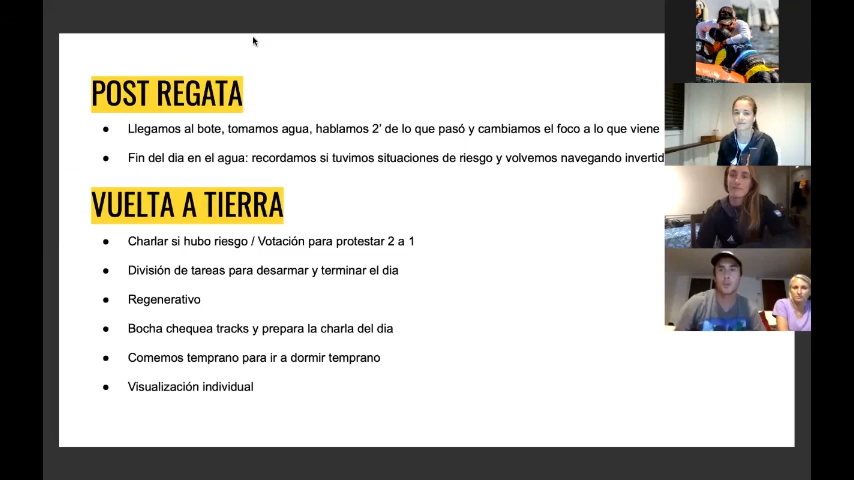 POST REGATA
● Llegamos al bote, tomamos agua, hablamos 2' de lo que pasó y cambiamos el foco a lo que viene
● Fin del dia en el agua: recordamos si tuvimos situaciones de riesgo y volvemos navegando invertid
VUELTA A TIERRA
● Charlar si hubo riesgo / Votación para protestar 2 a 1
● División de tareas para desarmar y terminar el dia
● Regenerativo
● Bocha chequea tracks y prepara la charla del dia
● Comemos temprano para ir a dormir temprano
● Visualización individual